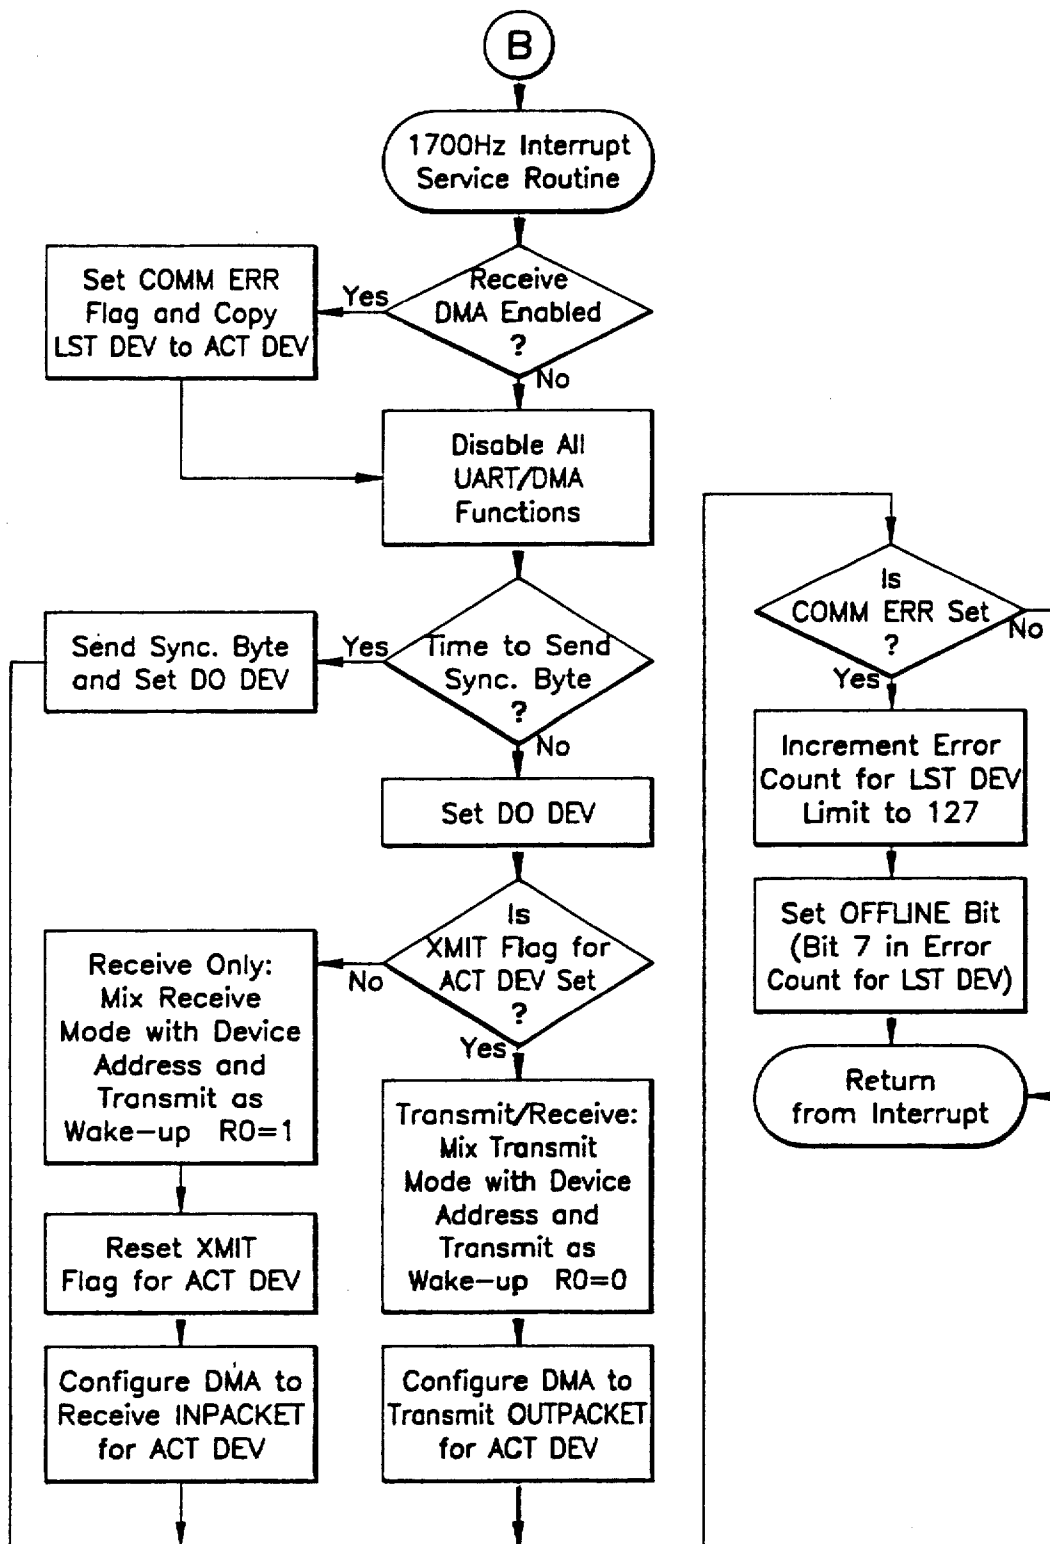 B
1700Hz Interrupt
Service Routine
Receive
DMA Enabled
?
Yes
No
Set COMM ERR
Flag and Copy
LST DEV to ACT DEV
Disable All
UART/DMA
Functions
Time to Send
Sync. Byte
?
Yes
No
Send Sync. Byte
and Set DO DEV
Set DO DEV
Is
XMIT Flag for
ACT DEV Set
?
No
Yes
Receive Only:
Mix Receive
Mode with Device
Address and
Transmit as
Wake-up R0=1
Reset XMIT
Flag for ACT DEV
Configure DMA to
Receive INPACKET
for ACT DEV
Transmit/Receive:
Mix Transmit
Mode with Device
Address and
Transmit as
Wake-up R0=0
Configure DMA to
Transmit OUTPACKET
for ACT DEV
Is
COMM ERR Set
?
No
Yes
Increment Error
Count for LST DEV
Limit to 127
Set OFFLINE Bit
(Bit 7 in Error
Count for LST DEV)
Return
from Interrupt